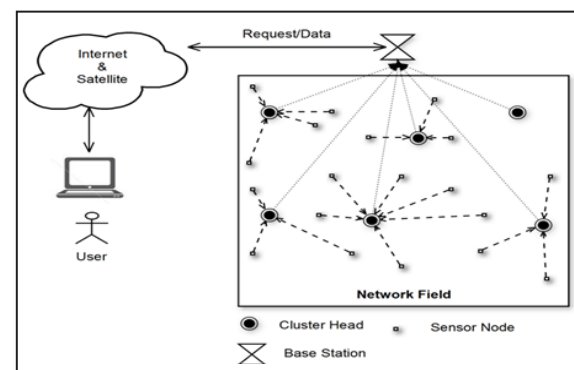 Request/Data
Internet
&
Satellite
User
Network Field
Cluster Head
Sensor Node
Base Station